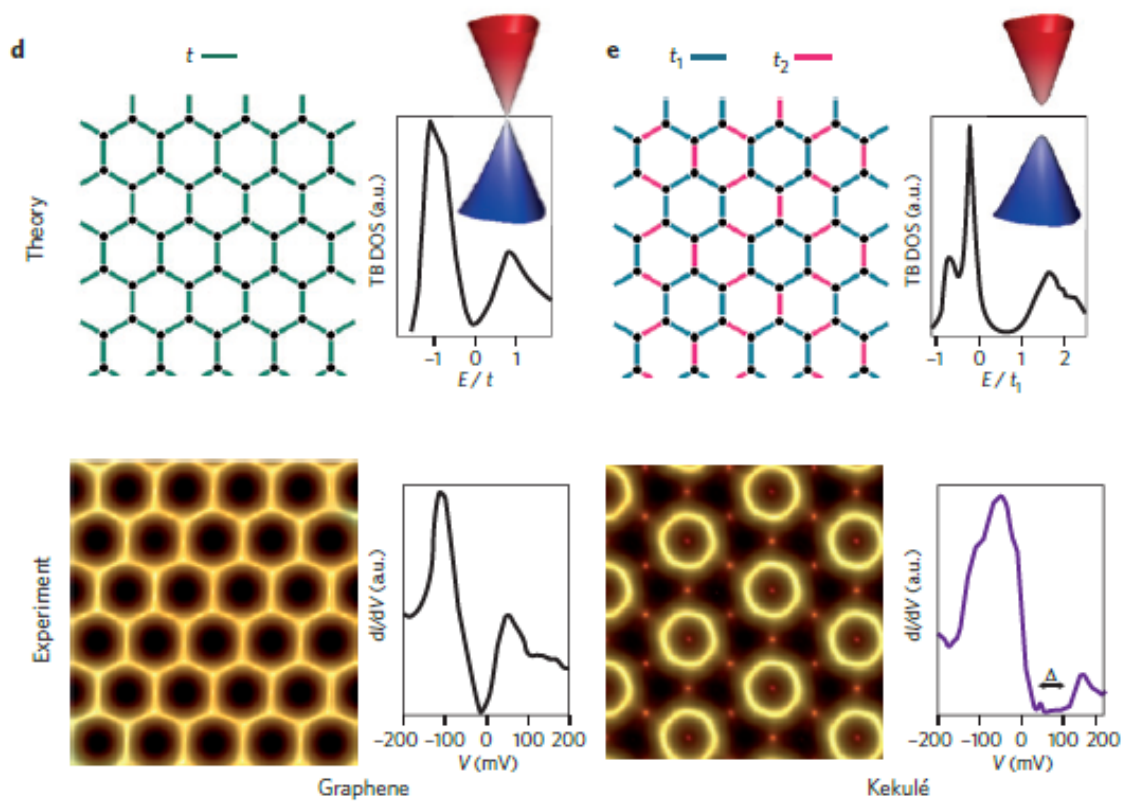 d
t
e
t1 t2
Theory
TB DOS (a.u.)
–1 0 1
E / t
TB DOS (a.u.)
–1 0 1 2
E / t1
Experiment
dI/dV (a.u.)
–200 –100 0 100 200
V (mV)
dI/dV (a.u.)
Δ
–200 –100 0 100 200
V (mV)
Graphene
Kekulé